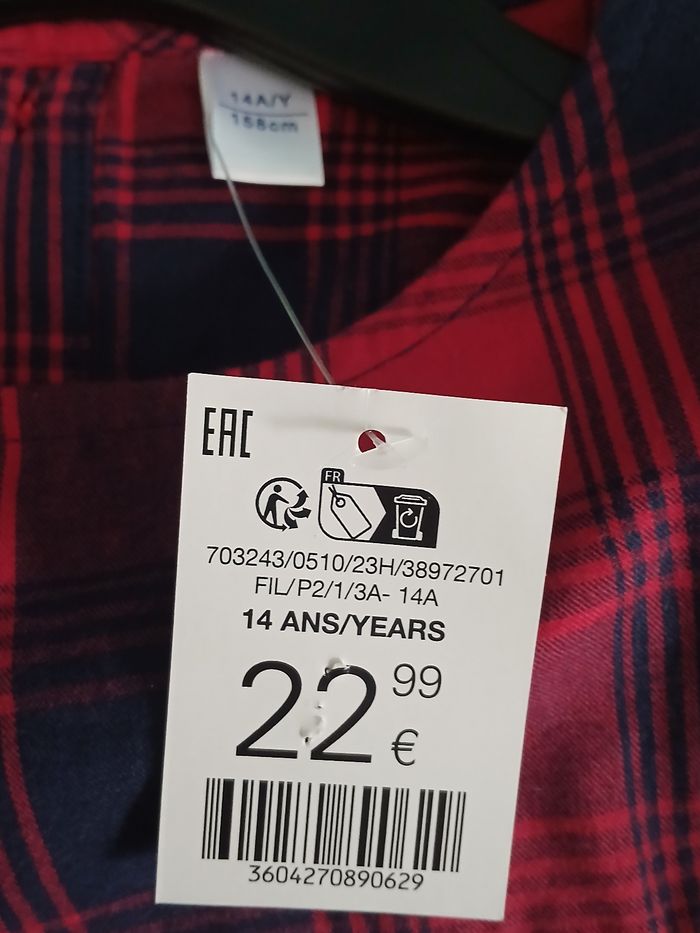 14A/Y
158cm
EAC
FR
703243/0510/23H/38972701
FIL/P2/1/3A- 14A
14 ANS/YEARS
22 99
€
3604270890629